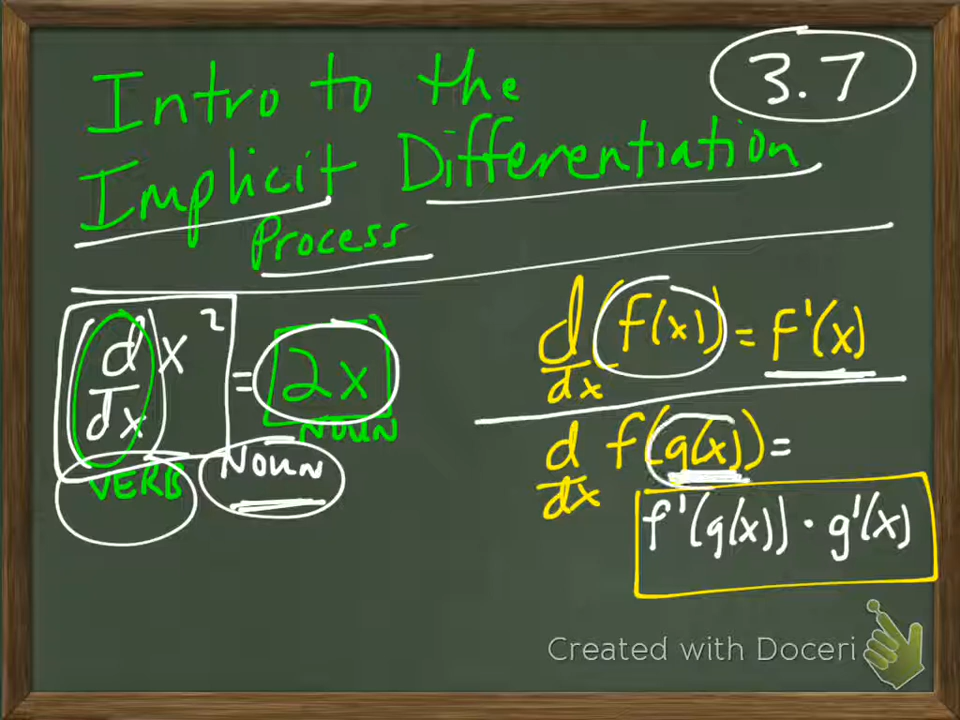 3.7
Intro to the
Implicit Differentiation
Process
(d/dx) x² = 2x
VERB NOUN NOUN
d/dx (f(x)) = f'(x)
d/dx f(g(x)) =
f'(g(x)) · g'(x)
Created with Doceri